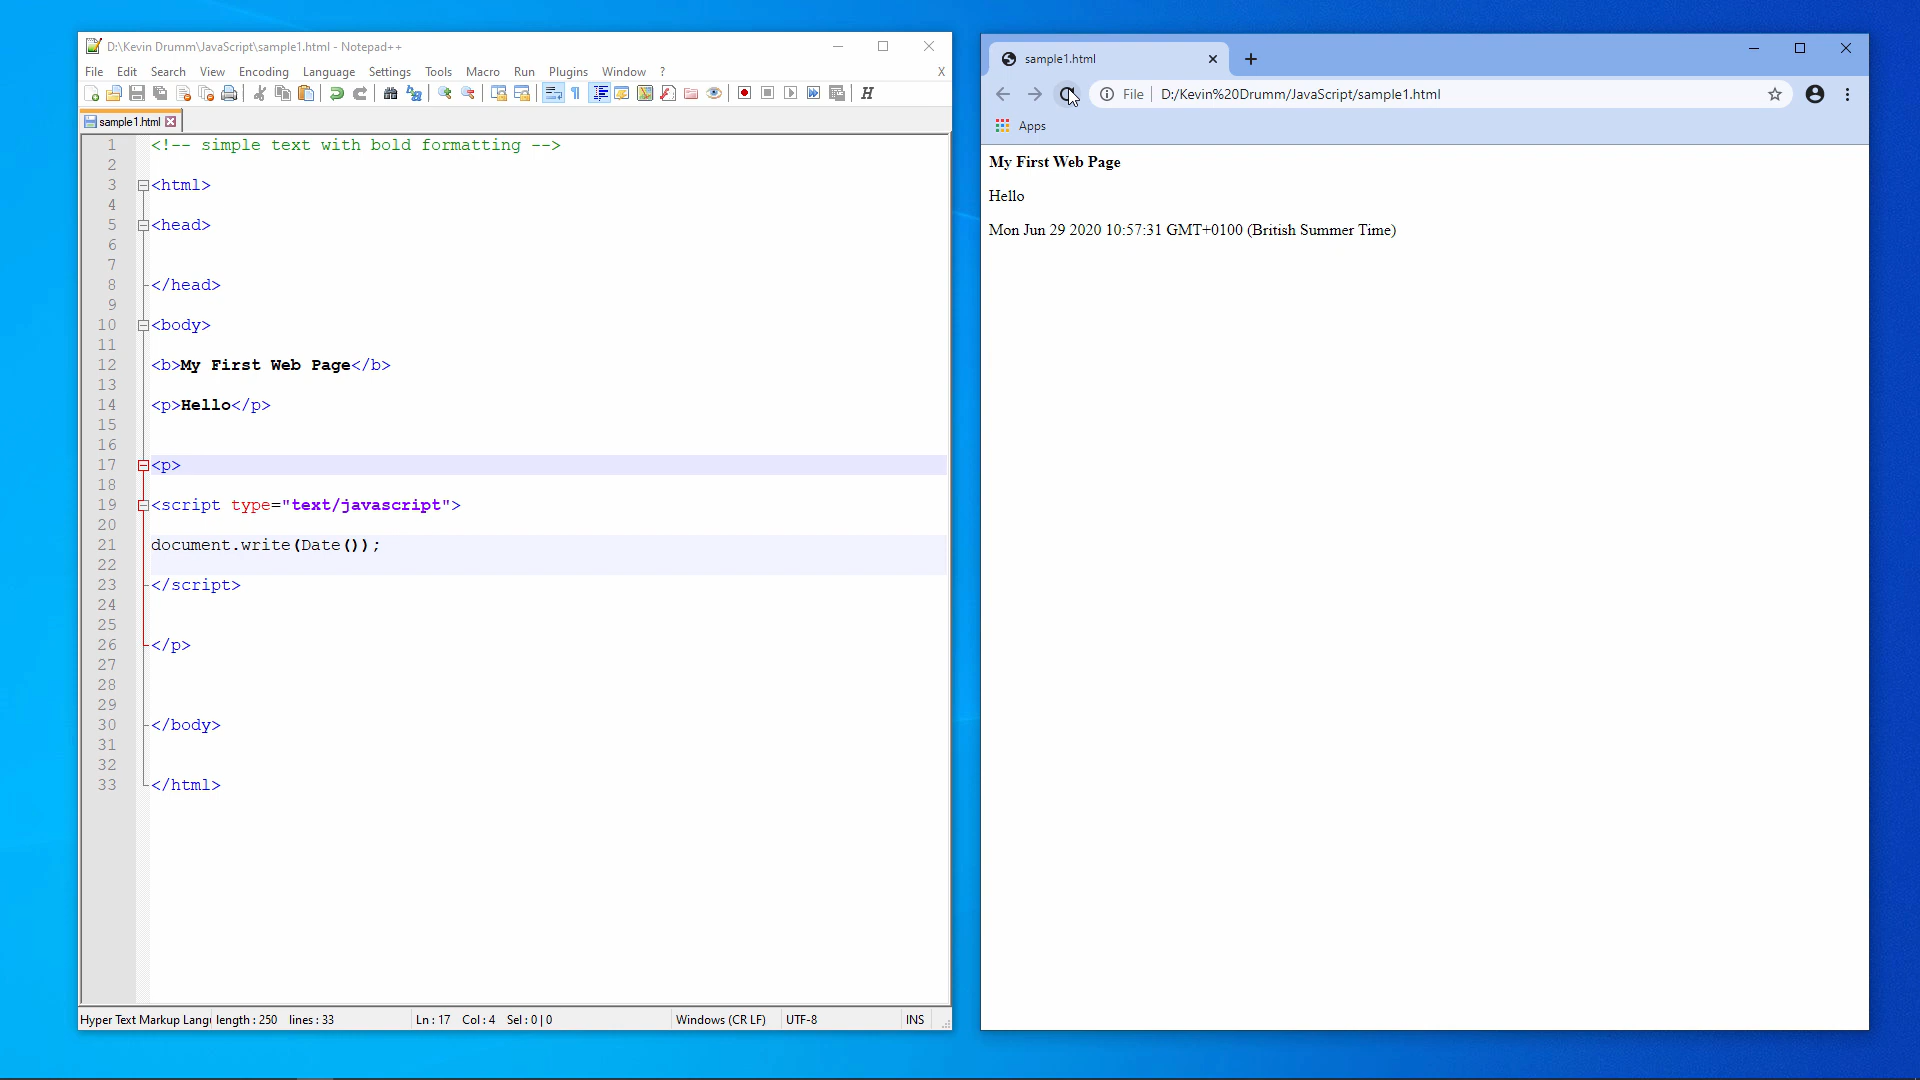 D:\Kevin Drumm\JavaScript\sample1.html - Notepad++
File Edit Search View Encoding Language Settings Tools Macro Run Plugins Window ? X
sample1.html
1 <!-- simple text with bold formatting -->
2
3 <html>
4
5 <head>
6
7
8 </head>
9
10 <body>
11
12 <b>My First Web Page</b>
13
14 <p>Hello</p>
15
16
17 <p>
18
19 <script type="text/javascript">
20
21 document.write(Date());
22
23 </script>
24
25
26 </p>
27
28
29
30 </body>
31
32
33 </html>
Hyper Text Markup Langu length : 250 lines : 33 Ln : 17 Col : 4 Sel : 0 | 0 Windows (CR LF) UTF-8 INS
sample1.html
File D:/Kevin%20Drumm/JavaScript/sample1.html
Apps
My First Web Page
Hello
Mon Jun 29 2020 10:57:31 GMT+0100 (British Summer Time)